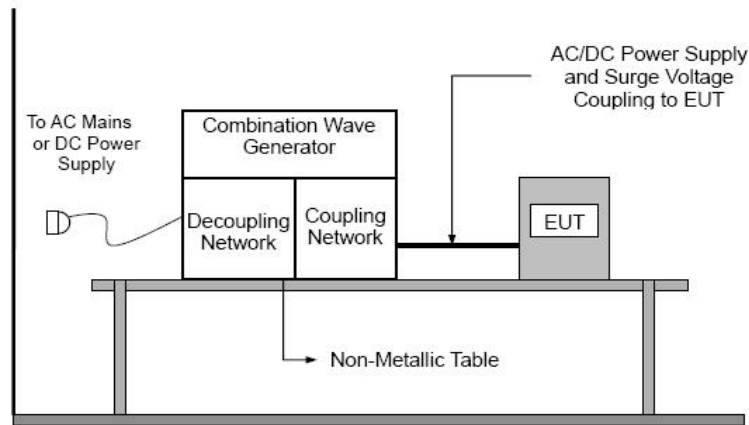 AC/DC Power Supply
and Surge Voltage
Coupling to EUT
To AC Mains
or DC Power
Supply
Combination Wave
Generator
Decoupling
Network
Coupling
Network
EUT
Non-Metallic Table